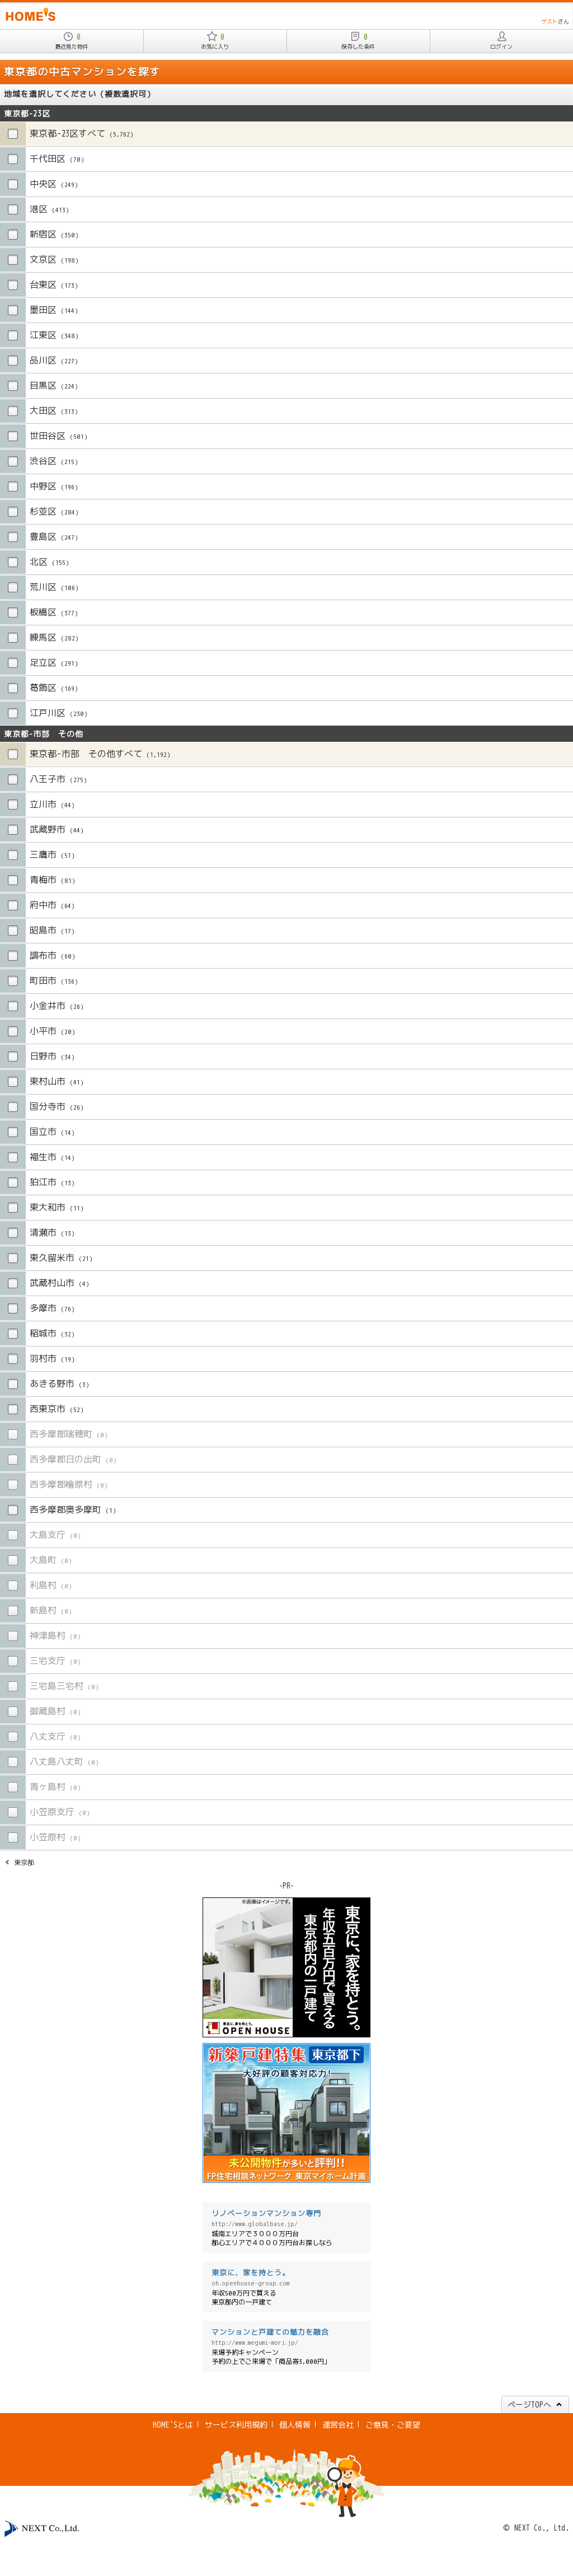 HOME'S
ゲストさん
0
最近見た物件
0
お気に入り
0
保存した条件
ログイン
東京都の中古マンションを探す
地域を選択してください（複数選択可）
東京都-23区
東京都-23区すべて (5,762)
千代田区 (70)
中央区 (249)
港区 (413)
新宿区 (350)
文京区 (198)
台東区 (173)
墨田区 (144)
江東区 (348)
品川区 (227)
目黒区 (224)
大田区 (313)
世田谷区 (501)
渋谷区 (215)
中野区 (196)
杉並区 (284)
豊島区 (247)
北区 (155)
荒川区 (106)
板橋区 (377)
練馬区 (282)
足立区 (291)
葛飾区 (169)
江戸川区 (230)
東京都-市部　その他
東京都-市部　その他すべて (1,192)
八王子市 (275)
立川市 (44)
武蔵野市 (44)
三鷹市 (51)
青梅市 (81)
府中市 (64)
昭島市 (17)
調布市 (60)
町田市 (136)
小金井市 (26)
小平市 (20)
日野市 (34)
東村山市 (41)
国分寺市 (26)
国立市 (14)
福生市 (14)
狛江市 (13)
東大和市 (11)
清瀬市 (13)
東久留米市 (21)
武蔵村山市 (4)
多摩市 (76)
稲城市 (32)
羽村市 (19)
あきる野市 (3)
西東京市 (52)
西多摩郡瑞穂町 (0)
西多摩郡日の出町 (0)
西多摩郡檜原村 (0)
西多摩郡奥多摩町 (1)
大島支庁 (0)
大島町 (0)
利島村 (0)
新島村 (0)
神津島村 (0)
三宅支庁 (0)
三宅島三宅村 (0)
御蔵島村 (0)
八丈支庁 (0)
八丈島八丈町 (0)
青ヶ島村 (0)
小笠原支庁 (0)
小笠原村 (0)
東京都
-PR-
※画像はイメージです。
東京に、家を持とう。
年収五百万円で買える
東京都内の一戸建て
東京に、家を持とう。
OPEN HOUSE
新築戸建特集 東京都下
大好評の顧客対応力!
未公開物件が多いと評判!!
FP住宅相談ネットワーク 東京マイホーム計画
リノベーションマンション専門
http://www.globalbase.jp/
城南エリアで３０００万円台
都心エリアで４０００万円台お探しなら
東京に、家を持とう。
oh.openhouse-group.com
年収500万円で買える
東京都内の一戸建て
マンションと戸建ての魅力を融合
http://www.megumi-mori.jp/
来場予約キャンペーン
予約の上でご来場で「商品券3,000円」
ページTOPへ
HOME'Sとは | サービス利用規約 | 個人情報 | 運営会社 | ご意見・ご要望
NEXT Co., Ltd.
© NEXT Co., Ltd.